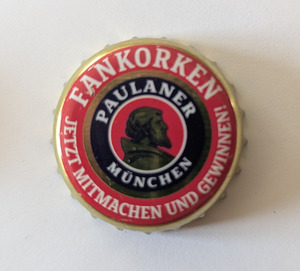 FANKORKEN
PAULANER
MÜNCHEN
JETZT MITMACHEN UND GEWINNEN!